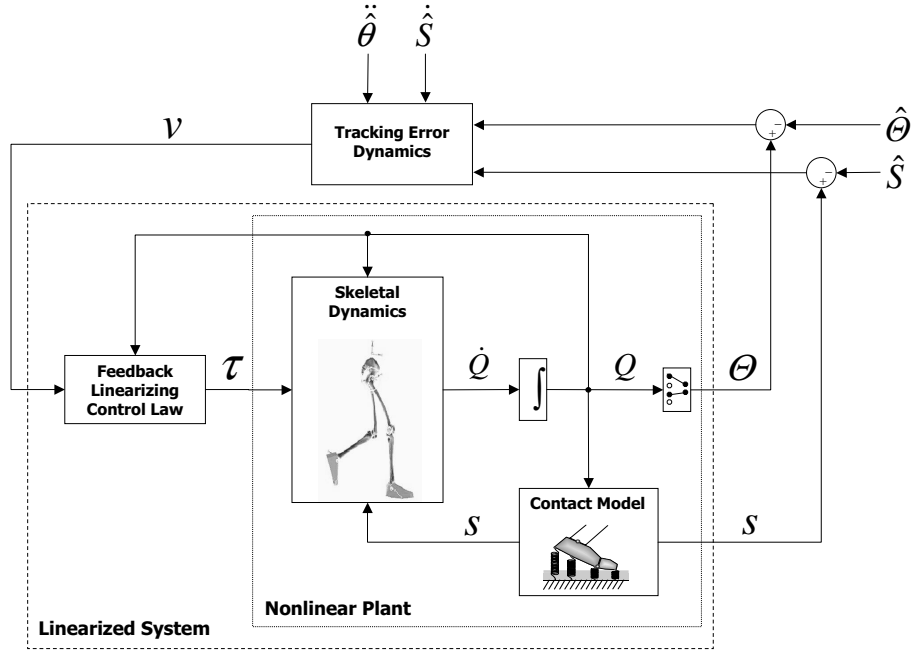 θ̈̂ Ṡ̂
ν
Tracking Error
Dynamics
− +
Θ̂
− +
Ŝ
Skeletal
Dynamics
Feedback
Linearizing
Control Law
τ
Q̇
∫
Q
Θ
Contact Model
S
S
Nonlinear Plant
Linearized System